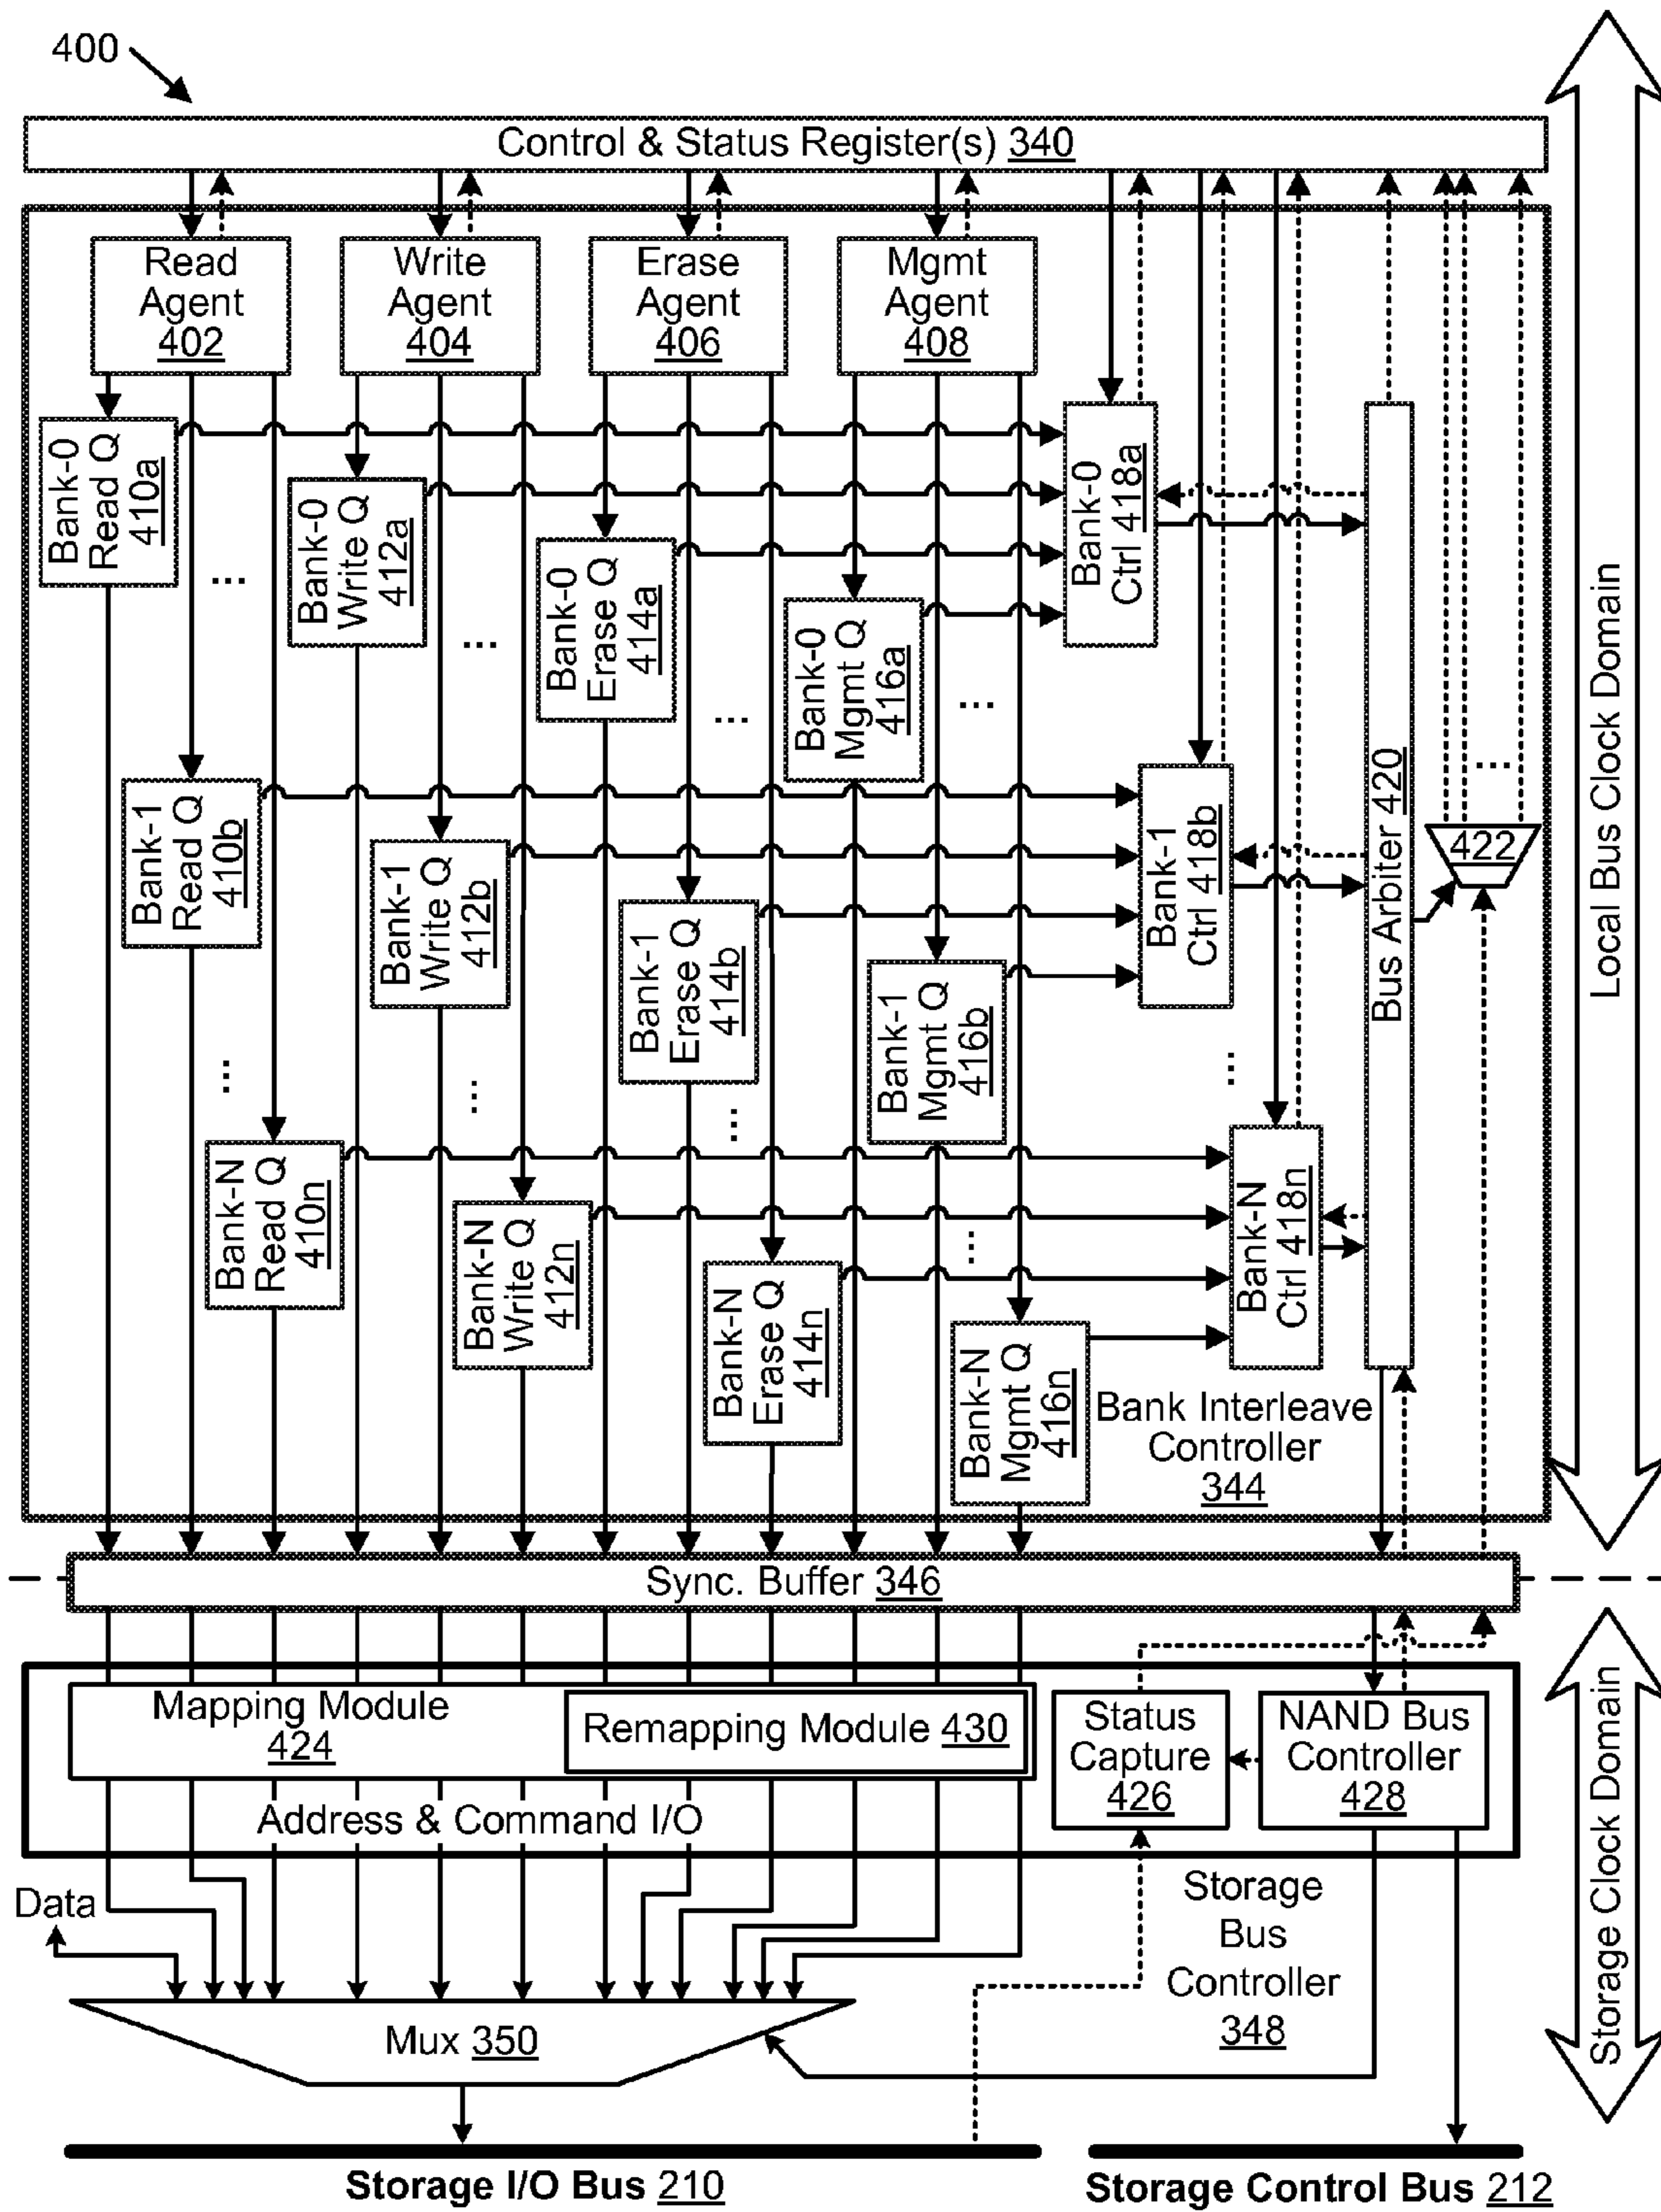 400
Control & Status Register(s) 340
Read
Agent
402
Write
Agent
404
Erase
Agent
406
Mgmt
Agent
408
Bank-0
Read Q
410a
Bank-0
Write Q
412a
Bank-0
Erase Q
414a
Bank-0
Mgmt Q
416a
Bank-0
Ctrl 418a
...
...
...
...
Bank-1
Read Q
410b
Bank-1
Write Q
412b
Bank-1
Erase Q
414b
Bank-1
Mgmt Q
416b
Bank-1
Ctrl 418b
Bus Arbiter 420
422
...
...
...
...
...
...
Bank-N
Read Q
410n
Bank-N
Write Q
412n
Bank-N
Erase Q
414n
Bank-N
Mgmt Q
416n
Bank-N
Ctrl 418n
Bank Interleave
Controller
344
Local Bus Clock Domain
Sync. Buffer 346
Mapping Module
424
Remapping Module 430
Status
Capture
426
NAND Bus
Controller
428
Address & Command I/O
Data
Storage
Bus
Controller
348
Mux 350
Storage Clock Domain
Storage I/O Bus 210
Storage Control Bus 212